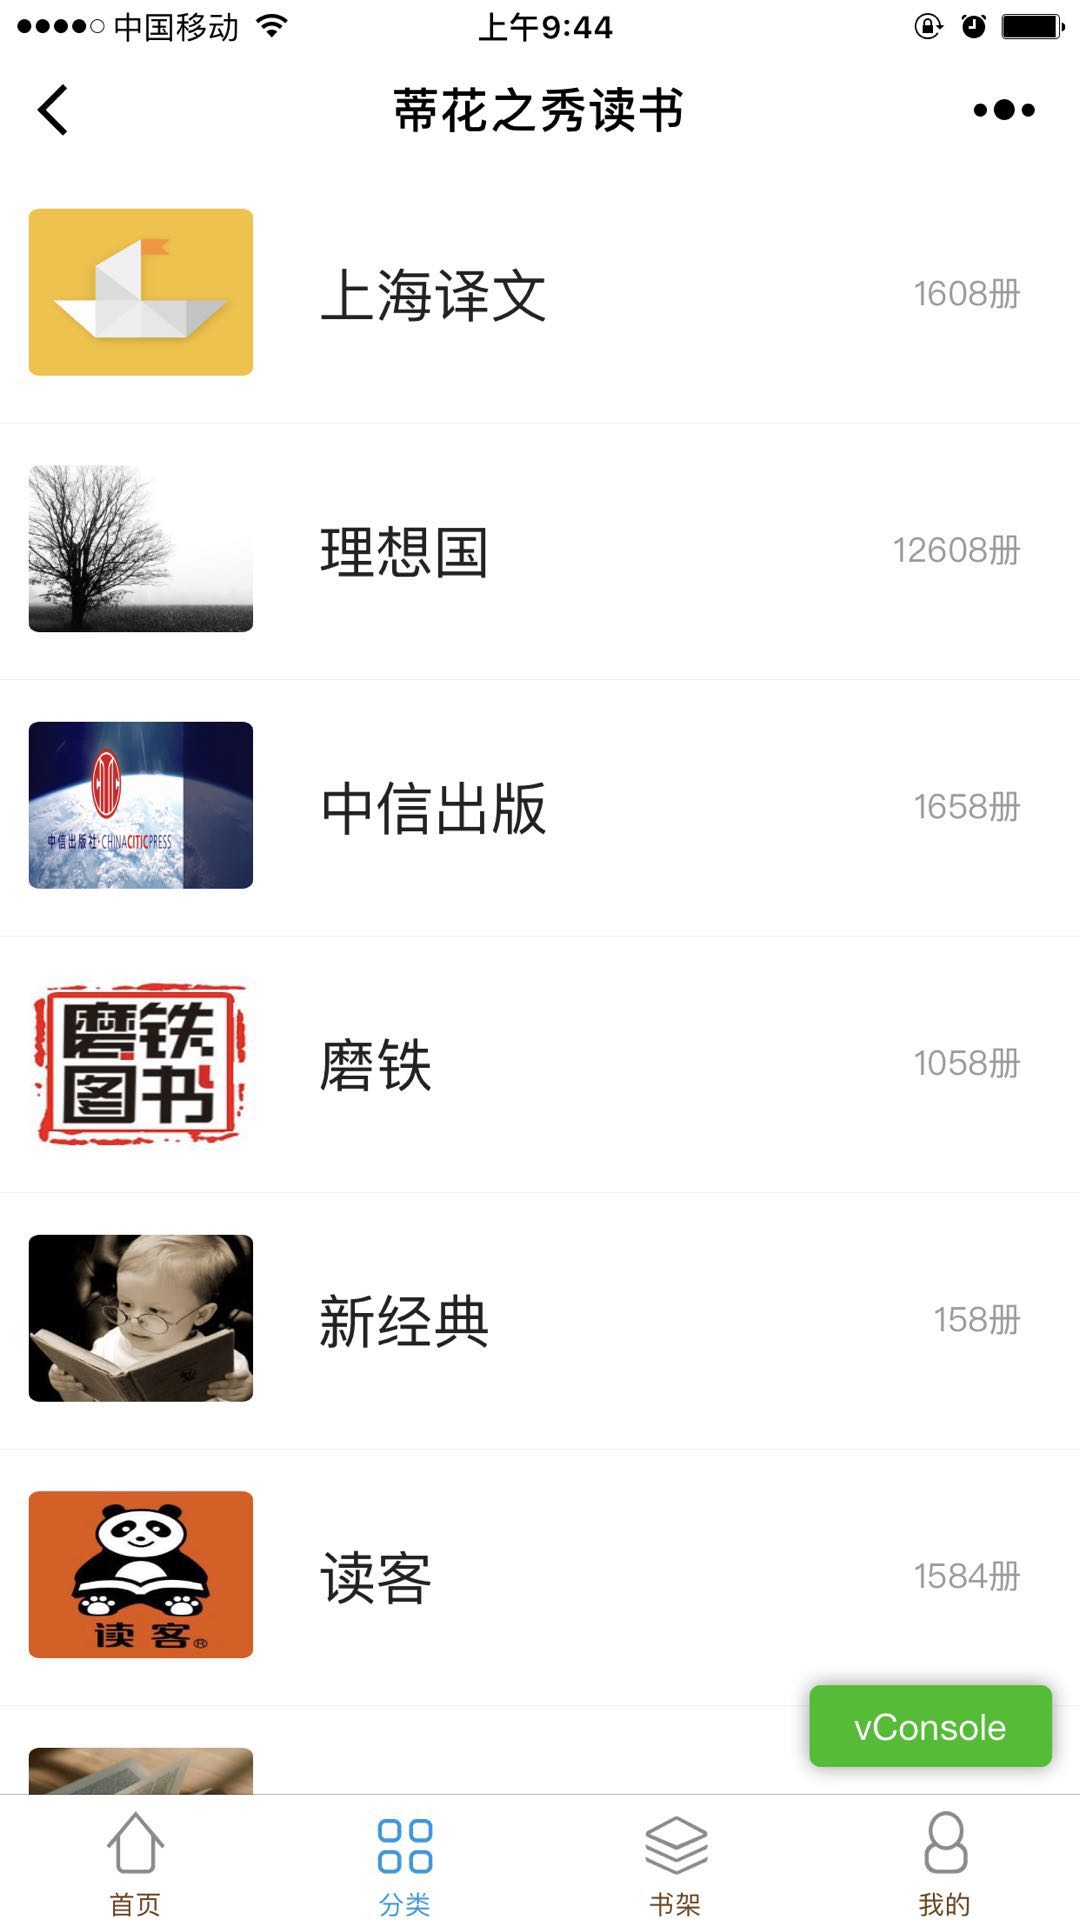 中国移动
上午9:44
蒂花之秀读书
上海译文
1608册
理想国
12608册
中信出版社·CHINACITICPRESS
中信出版
1658册
磨铁
图书
磨铁
1058册
新经典
158册
读客®
读客
1584册
vConsole
首页
分类
书架
我的